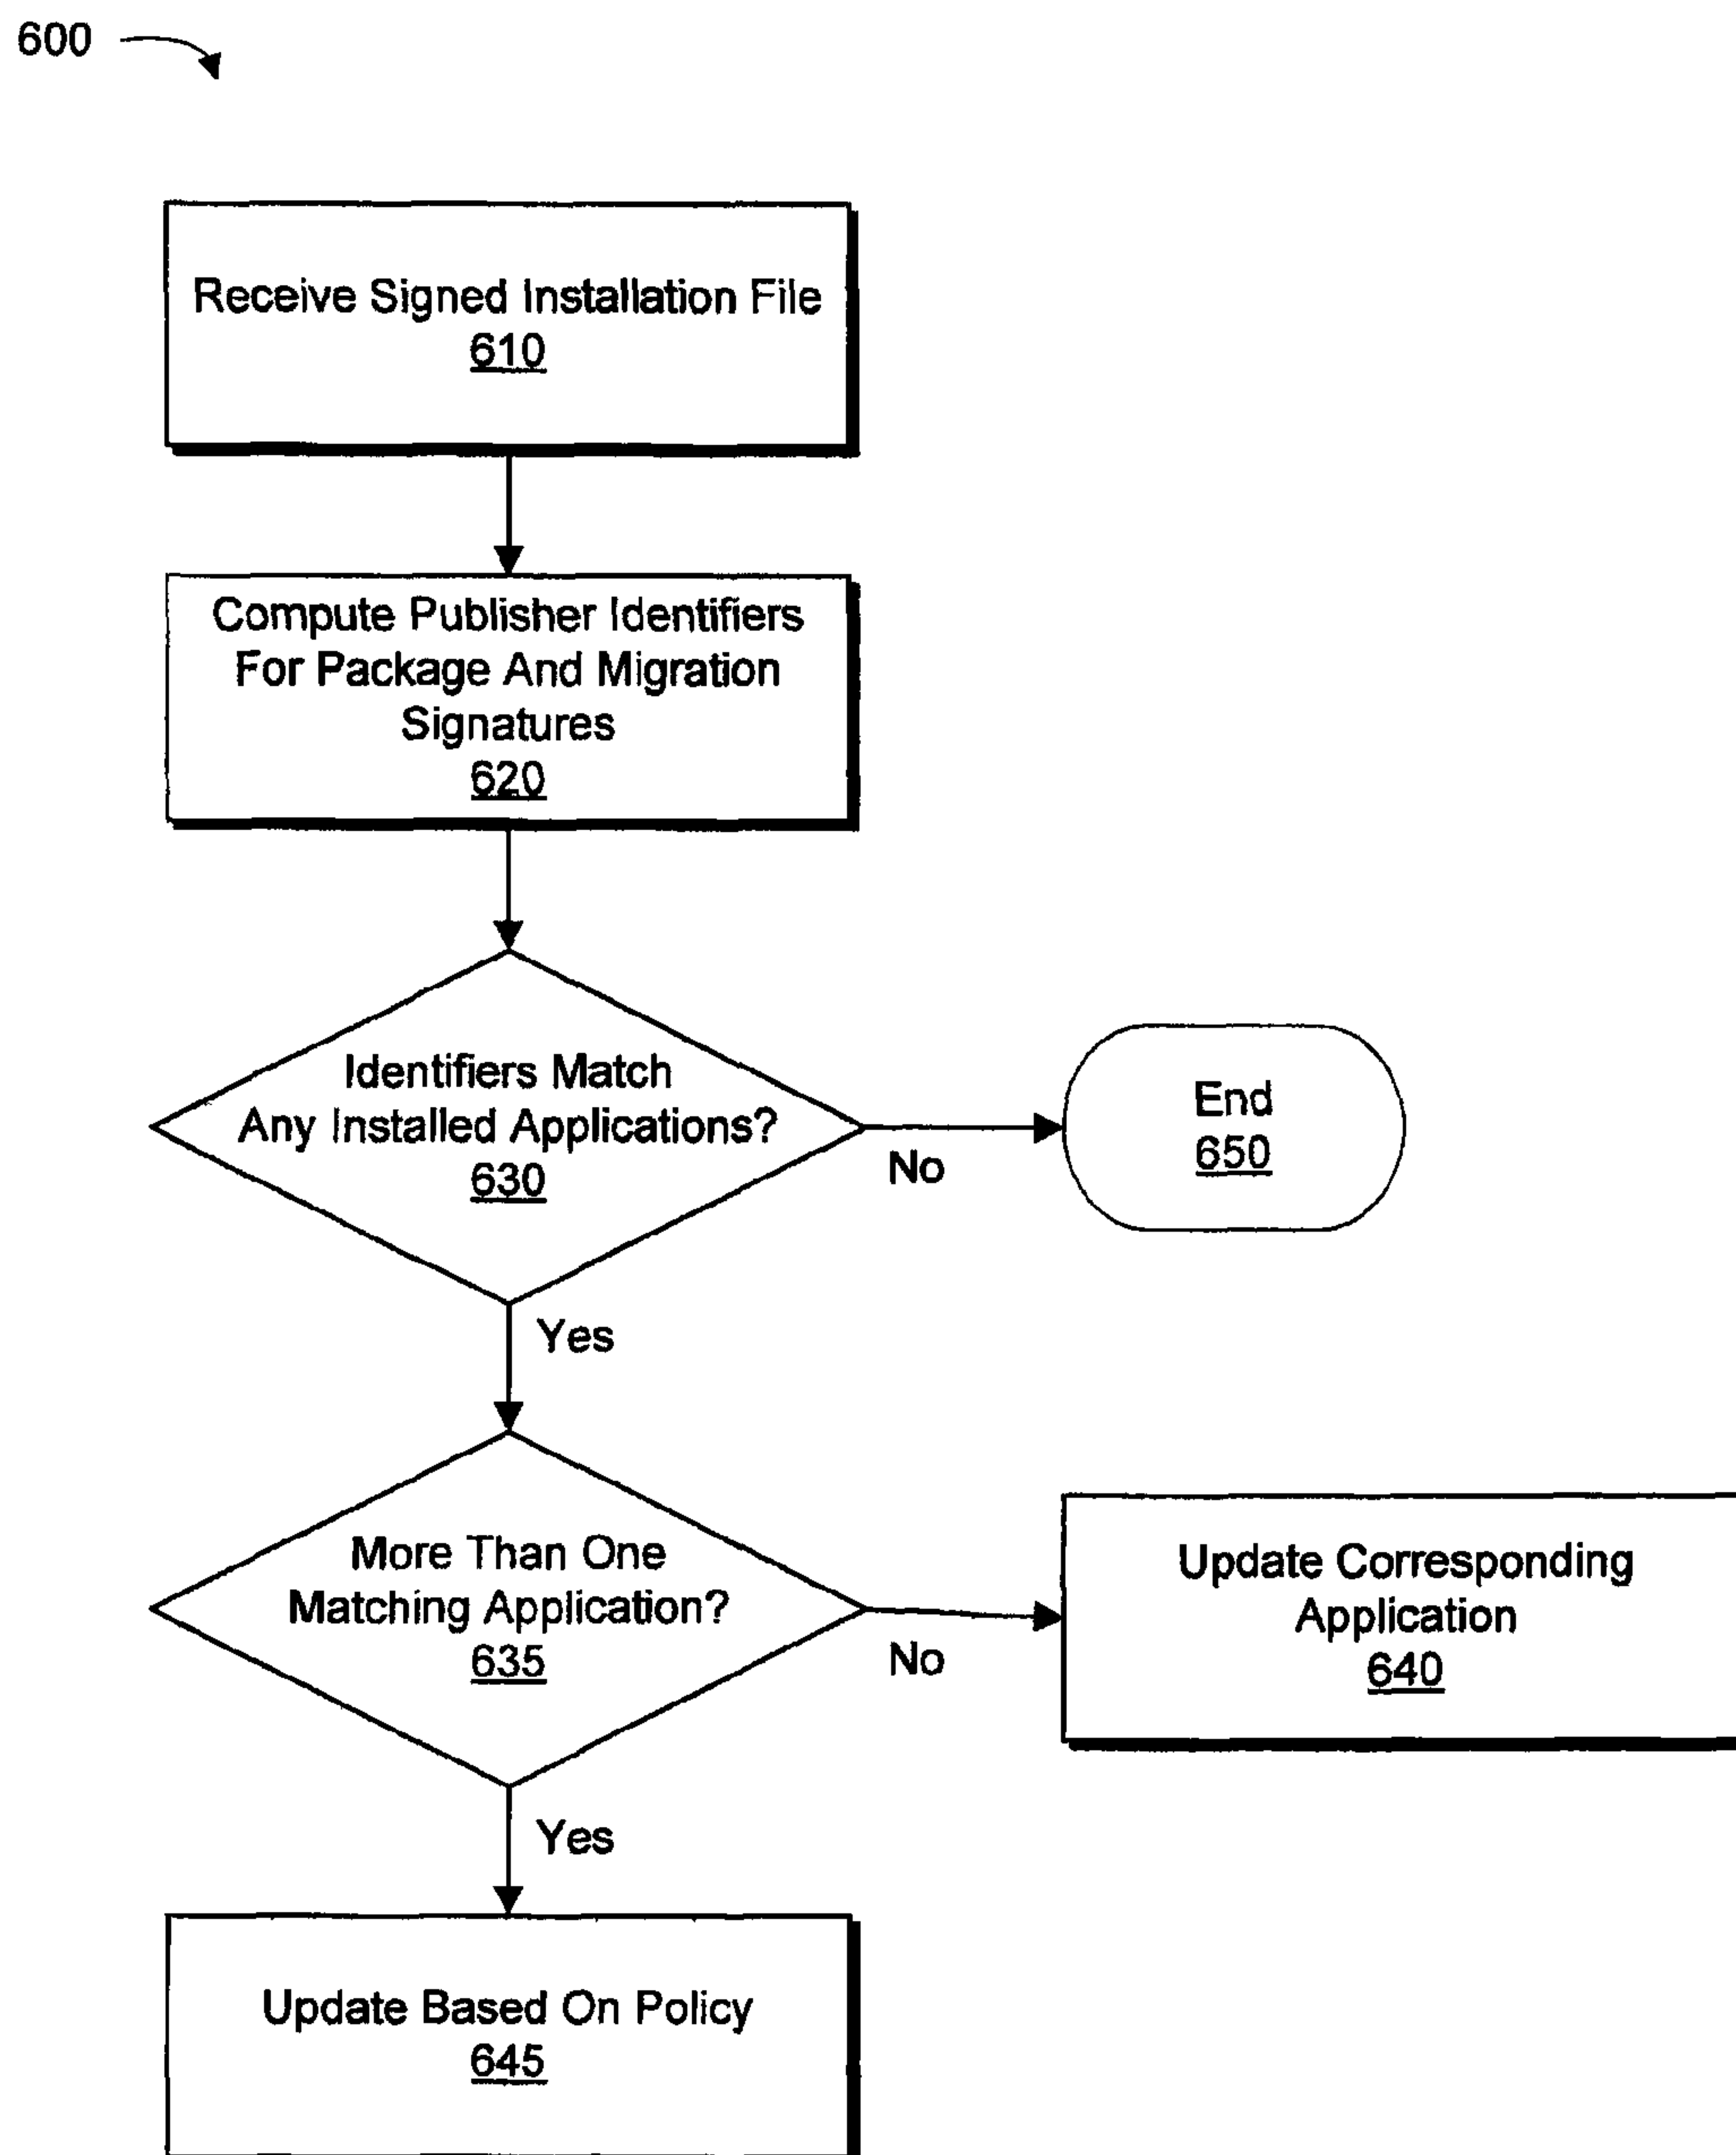 600
Receive Signed Installation File
610
Compute Publisher Identifiers
For Package And Migration
Signatures
620
Identifiers Match
Any Installed Applications?
630
No
End
650
Yes
More Than One
Matching Application?
635
No
Update Corresponding
Application
640
Yes
Update Based On Policy
645